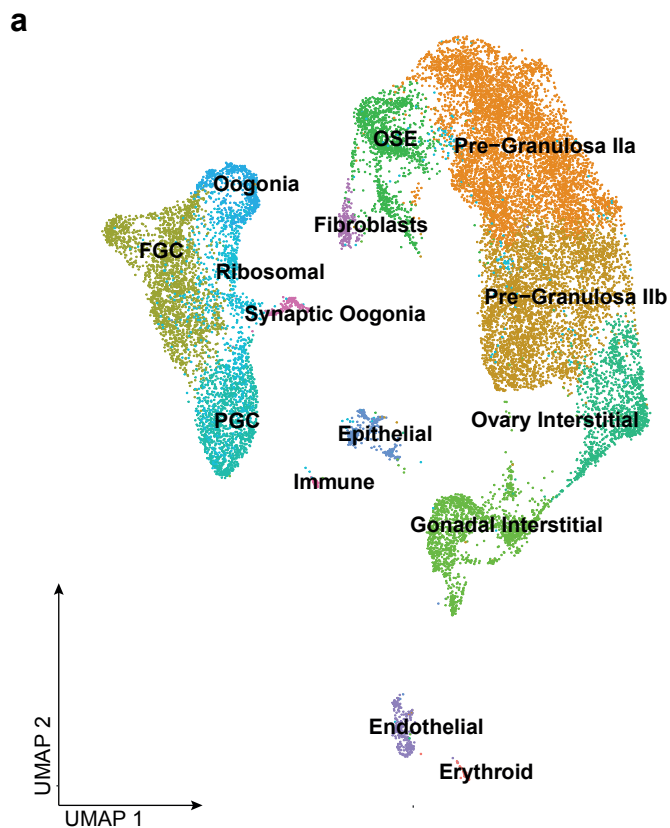 a
OSE
Pre−Granulosa IIa
Oogonia
Fibroblasts
FGC
Ribosomal
Pre−Granulosa IIb
Synaptic Oogonia
PGC
Epithelial
Ovary Interstitial
Immune
Gonadal Interstitial
Endothelial
Erythroid
UMAP 2
UMAP 1